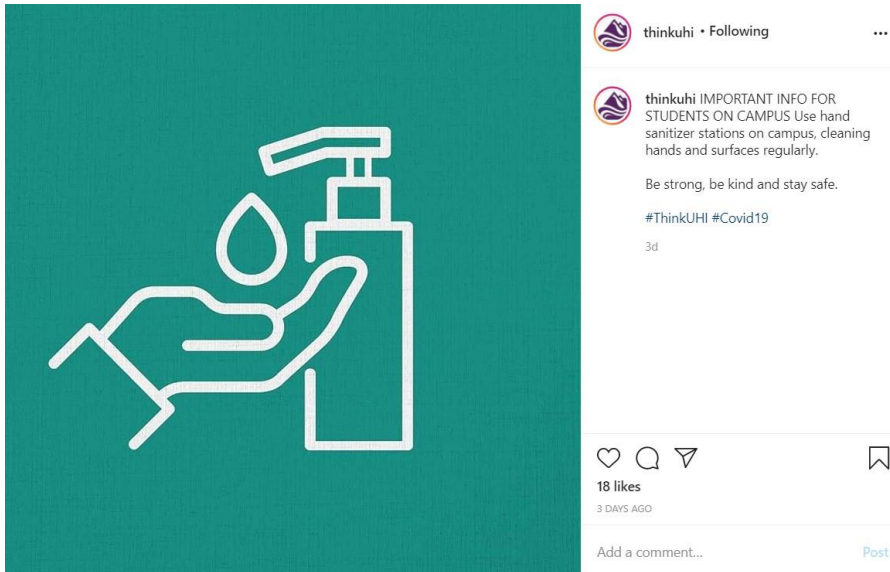 thinkuhi • Following
thinkuhi IMPORTANT INFO FOR
STUDENTS ON CAMPUS Use hand
sanitizer stations on campus, cleaning
hands and surfaces regularly.
Be strong, be kind and stay safe.
#ThinkUHI #Covid19
3d
18 likes
3 DAYS AGO
Add a comment...
Post